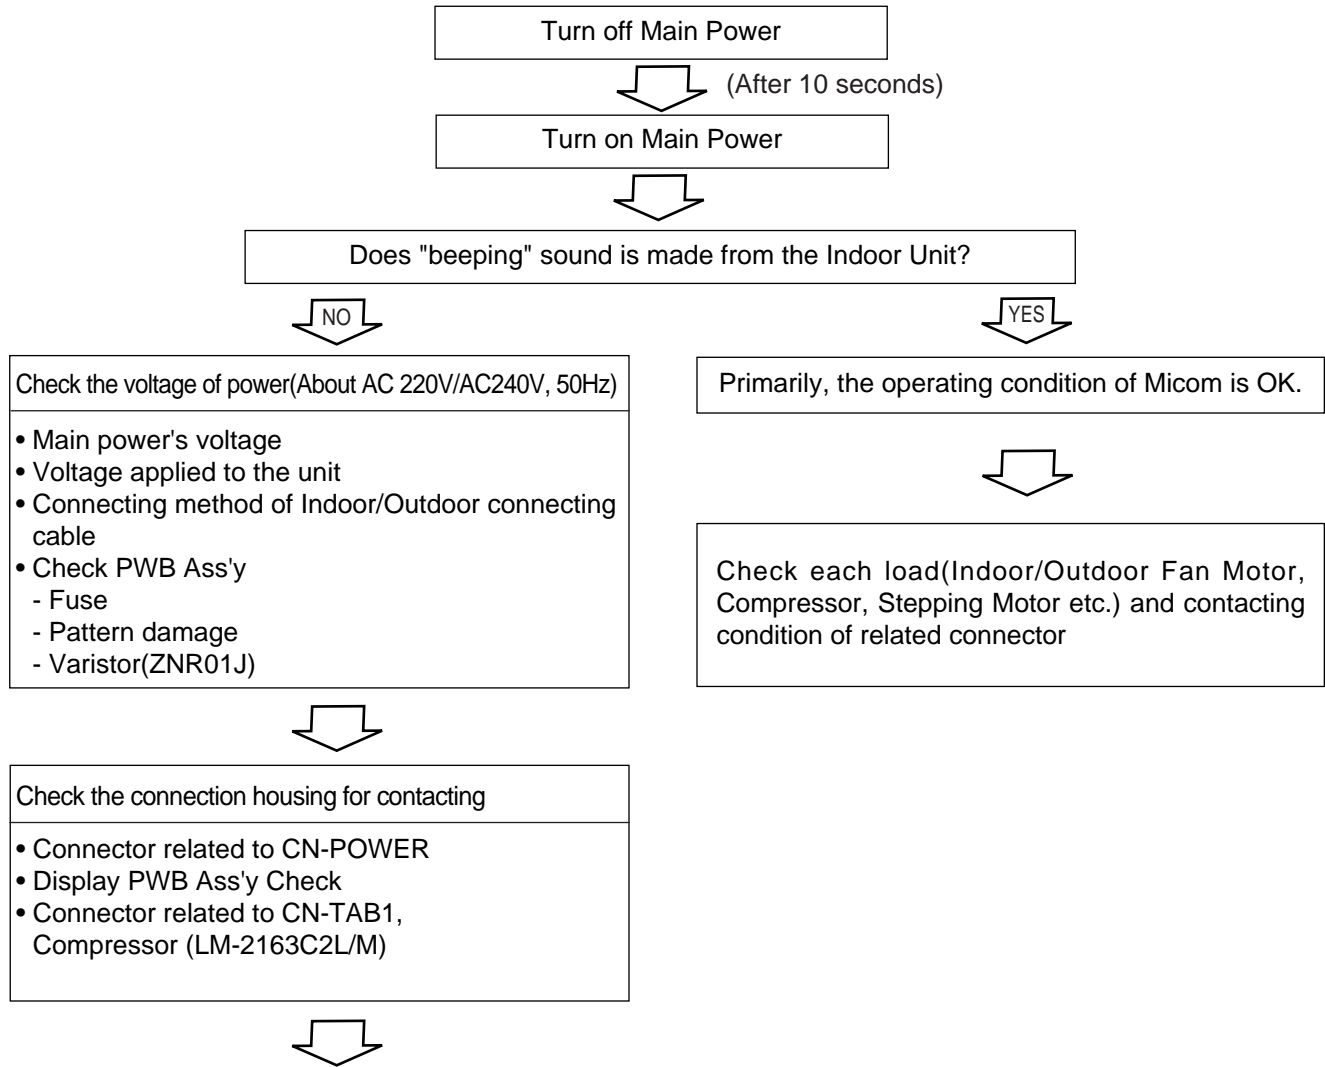 Turn off Main Power
(After 10 seconds)
Turn on Main Power
Does "beeping" sound is made from the Indoor Unit?
NO
YES
Check the voltage of power(About AC 220V/AC240V, 50Hz)
• Main power's voltage
• Voltage applied to the unit
• Connecting method of Indoor/Outdoor connecting
cable
• Check PWB Ass'y
- Fuse
- Pattern damage
- Varistor(ZNR01J)
Primarily, the operating condition of Micom is OK.
Check each load(Indoor/Outdoor Fan Motor,
Compressor, Stepping Motor etc.) and contacting
condition of related connector
Check the connection housing for contacting
• Connector related to CN-POWER
• Display PWB Ass'y Check
• Connector related to CN-TAB1,
Compressor (LM-2163C2L/M)